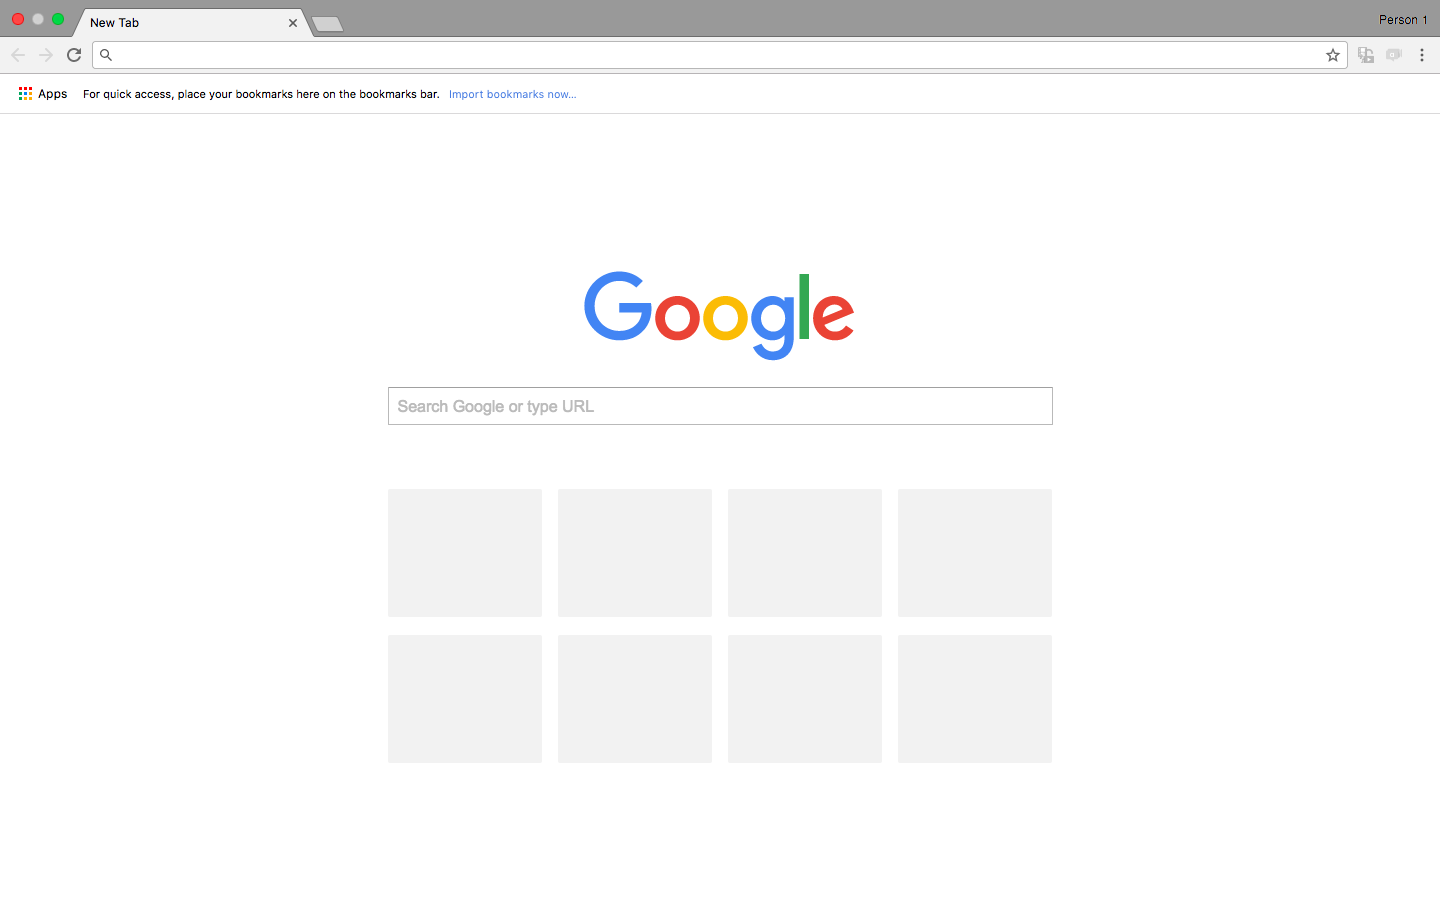 New Tab
Person 1
Apps
For quick access, place your bookmarks here on the bookmarks bar. Import bookmarks now...
Google
Search Google or type URL